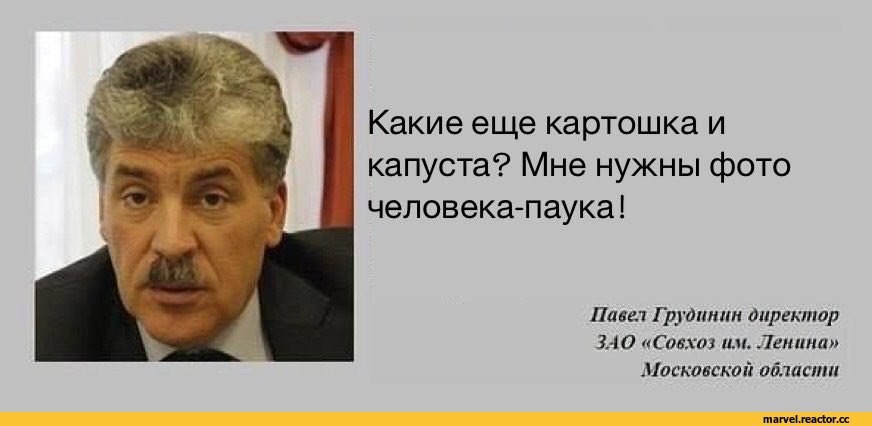 Какие еще картошка и
капуста? Мне нужны фото
человека-паука!
Павел Грудинин директор
ЗАО «Совхоз им. Ленина»
Московской области
marvel.reactor.cc